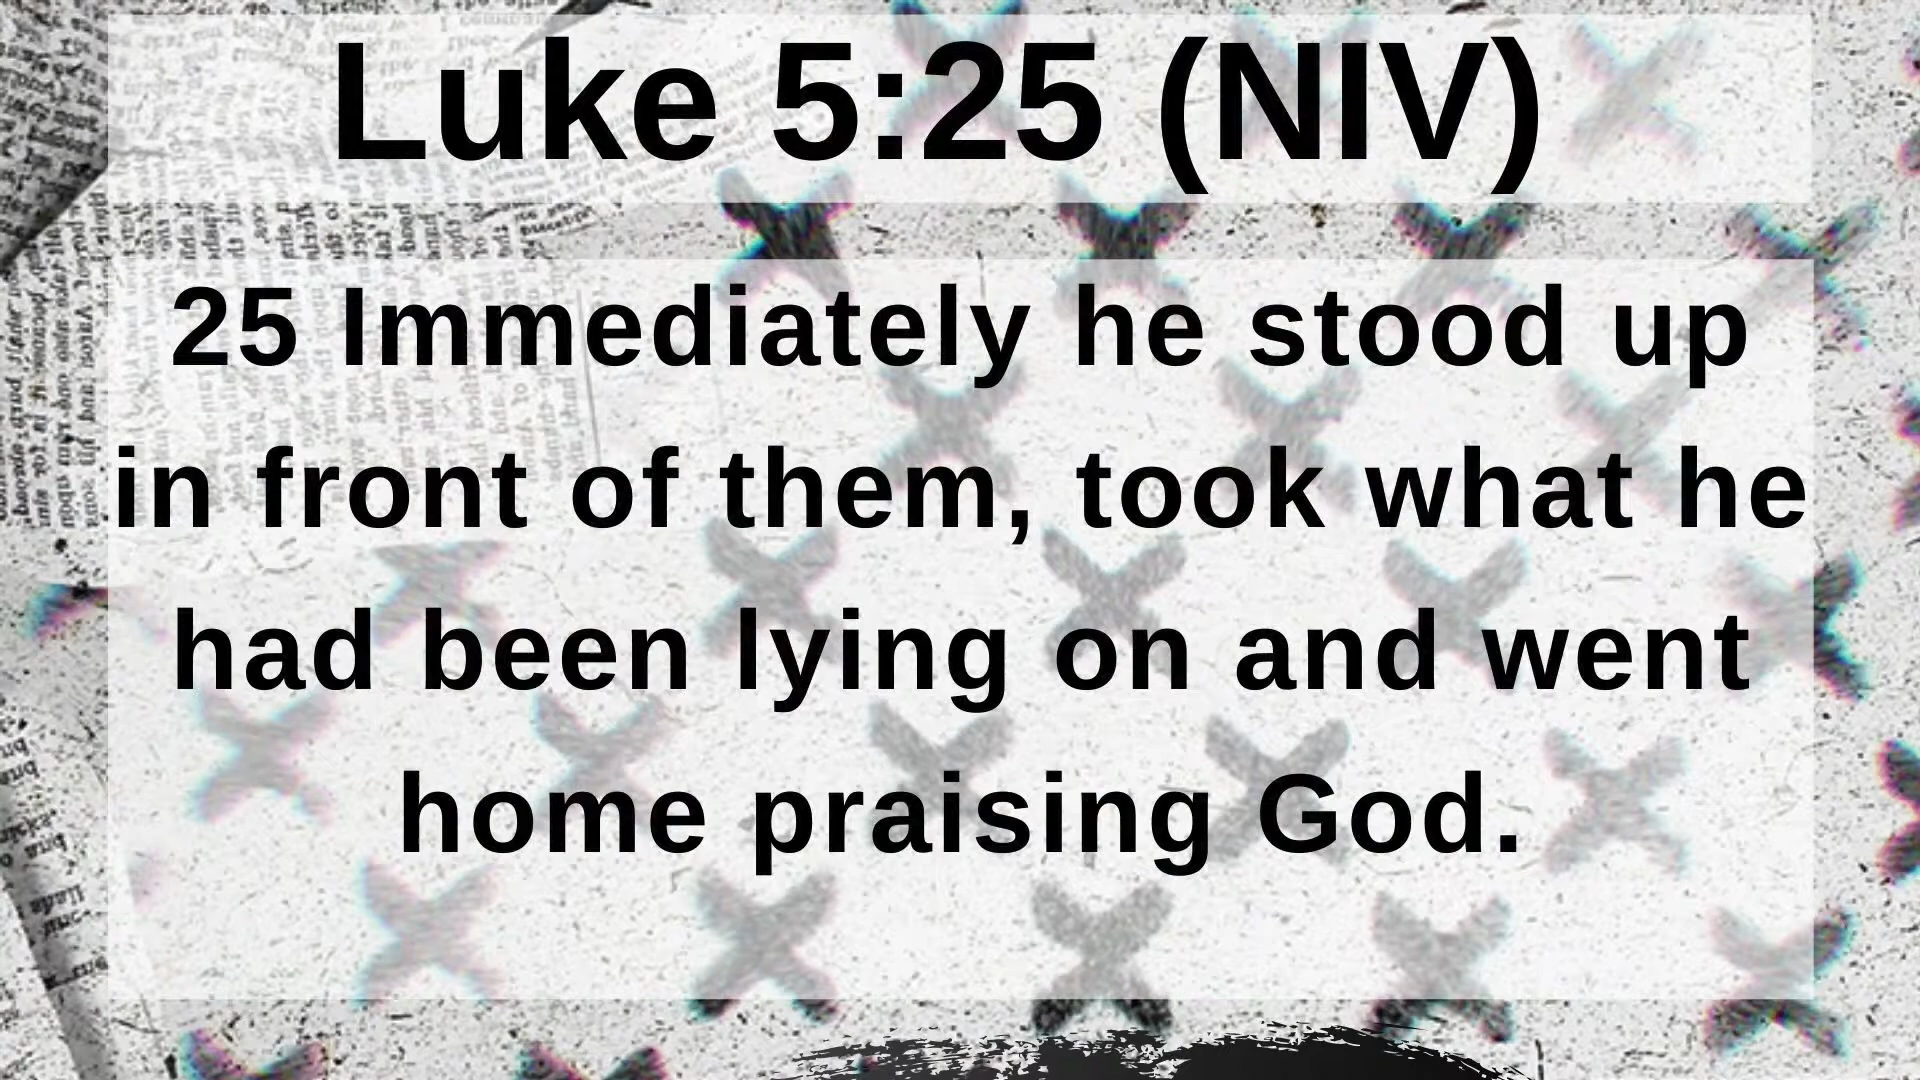 Luke 5:25 (NIV)
25 Immediately he stood up
in front of them, took what he
had been lying on and went
home praising God.